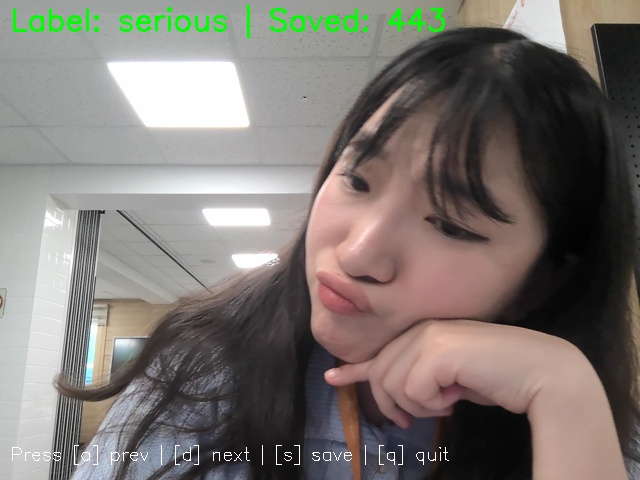 Label: serious | Saved: 443
Press [a] prev | [d] next | [s] save | [q] quit